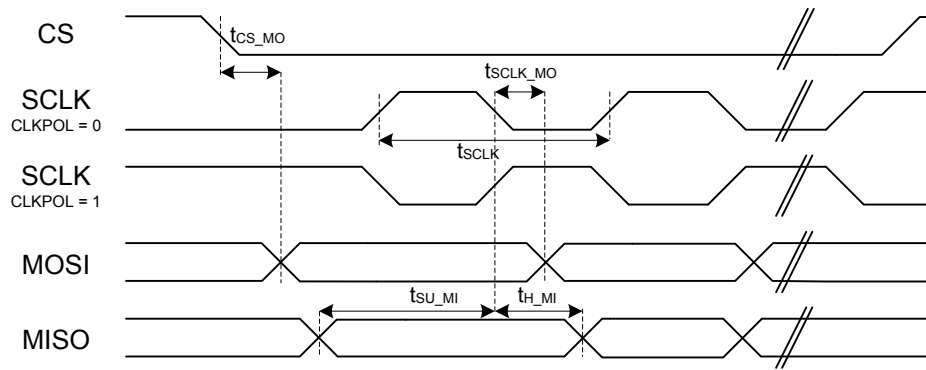 CS
tCS_MO
tSCLK_MO
SCLK
CLKPOL = 0
tSCLK
SCLK
CLKPOL = 1
MOSI
tSU_MI
tH_MI
MISO